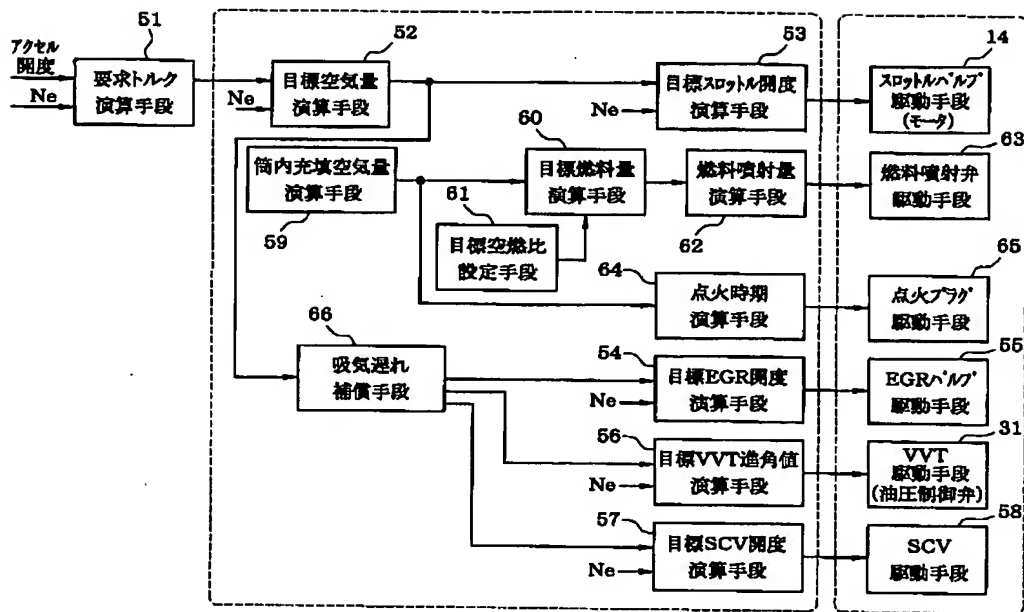 51
アクセル
開度
Ne
要求トルク
演算手段
52
目標空気量
演算手段
Ne
53
目標スロットル開度
演算手段
Ne
14
スロットルバルブ
駆動手段
(モータ)
筒内充填空気量
演算手段
59
60
目標燃料量
演算手段
61
目標空燃比
設定手段
燃料噴射量
演算手段
62
63
燃料噴射弁
駆動手段
64
点火時期
演算手段
65
点火プラグ
駆動手段
66
吸気遅れ
補償手段
54
目標EGR開度
演算手段
Ne
55
EGRバルブ
駆動手段
56
目標VVT進角値
演算手段
Ne
31
VVT
駆動手段
(油圧制御弁)
57
目標SCV開度
演算手段
Ne
58
SCV
駆動手段